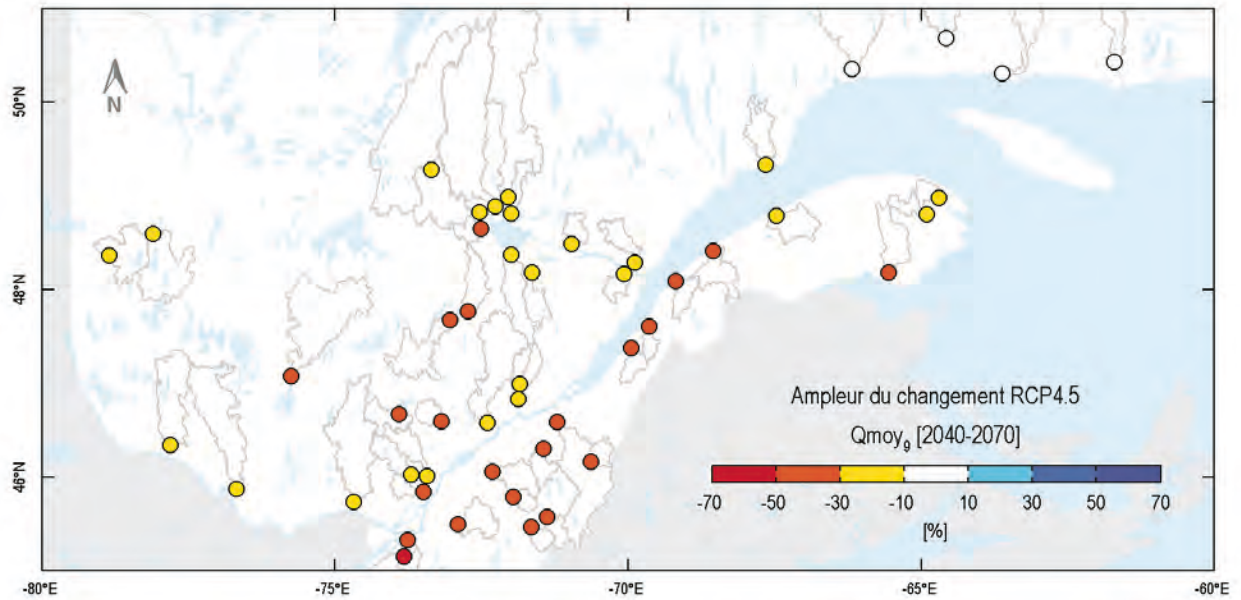 N
50°N
48°N
46°N
Ampleur du changement RCP4.5
Qmoy₉ [2040-2070]
-70 -50 -30 -10 10 30 50 70
[%]
-80°E -75°E -70°E -65°E -60°E